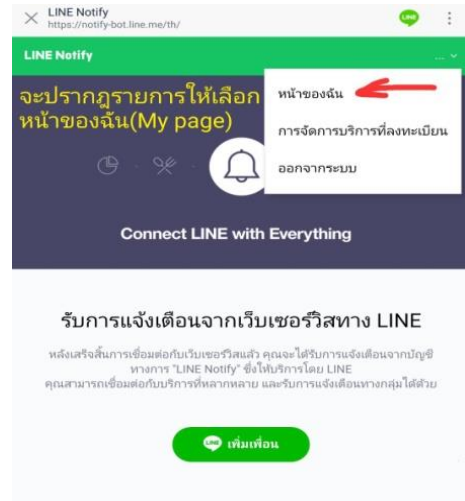 LINE Notify
https://notify-bot.line.me/th/
LINE
LINE Notify
...
จะปรากฎรายการให้เลือก
หน้าของฉัน(My page)
หน้าของฉัน
การจัดการบริการที่ลงทะเบียน
ออกจากระบบ
Connect LINE with Everything
รับการแจ้งเตือนจากเว็บเซอร์วิสทาง LINE
หลังเสร็จสิ้นการเชื่อมต่อกับเว็บเซอร์วิสแล้ว คุณจะได้รับการแจ้งเตือนจากบัญชี
ทางการ "LINE Notify" ซึ่งให้บริการโดย LINE
คุณสามารถเชื่อมต่อกับบริการที่หลากหลาย และรับการแจ้งเตือนทางกลุ่มได้ด้วย
LINE เพิ่มเพื่อน